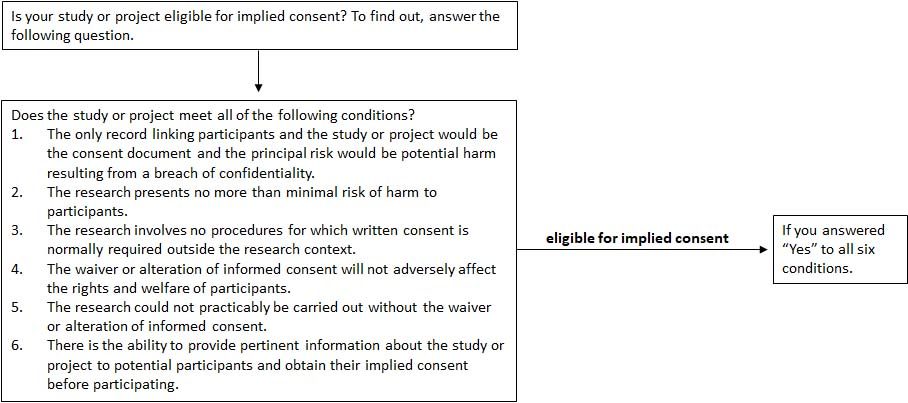 Is your study or project eligible for implied consent? To find out, answer the
following question.
Does the study or project meet all of the following conditions?
1. The only record linking participants and the study or project would be
the consent document and the principal risk would be potential harm
resulting from a breach of confidentiality.
2. The research presents no more than minimal risk of harm to
participants.
3. The research involves no procedures for which written consent is
normally required outside the research context.
4. The waiver or alteration of informed consent will not adversely affect
the rights and welfare of participants.
5. The research could not practicably be carried out without the waiver
or alteration of informed consent.
6. There is the ability to provide pertinent information about the study or
project to potential participants and obtain their implied consent
before participating.
eligible for implied consent
If you answered
“Yes” to all six
conditions.